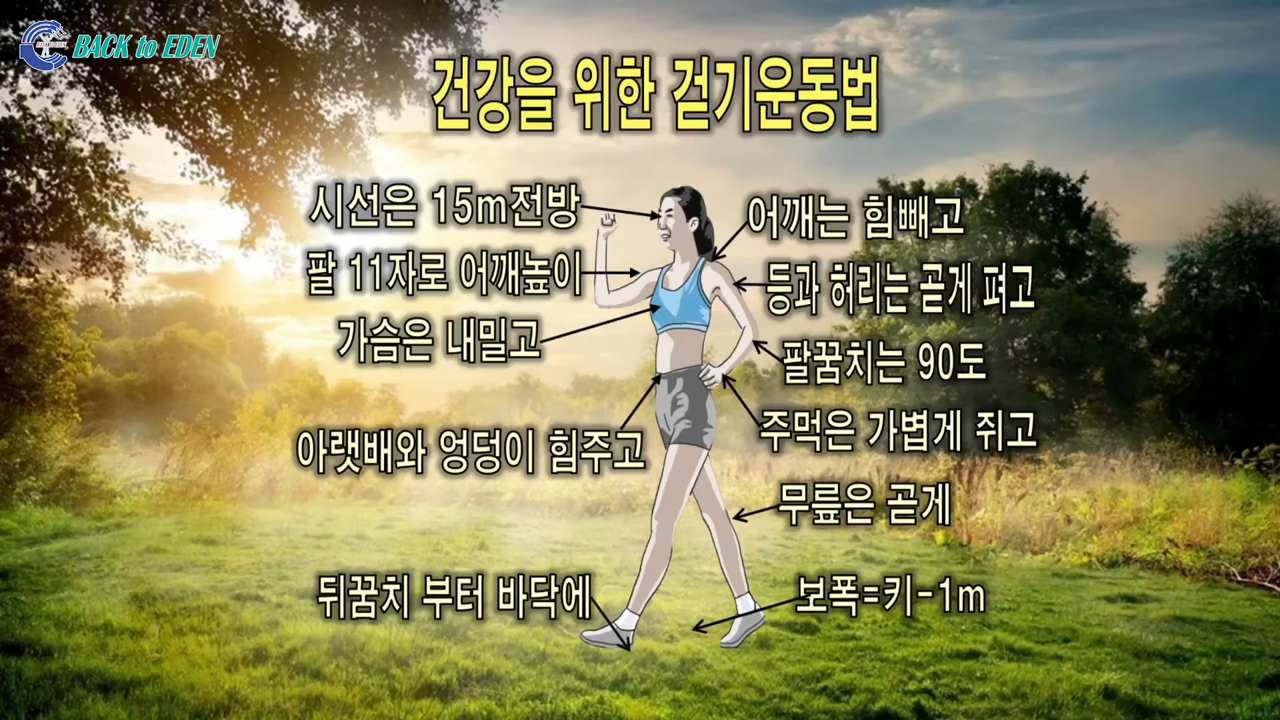 BACK to EDEN
건강을 위한 걷기운동법
시선은 15m전방
어깨는 힘빼고
팔 11자로 어깨높이
등과 허리는 곧게 펴고
가슴은 내밀고
팔꿈치는 90도
주먹은 가볍게 쥐고
아랫배와 엉덩이 힘주고
무릎은 곧게
뒤꿈치 부터 바닥에
보폭=키-1m